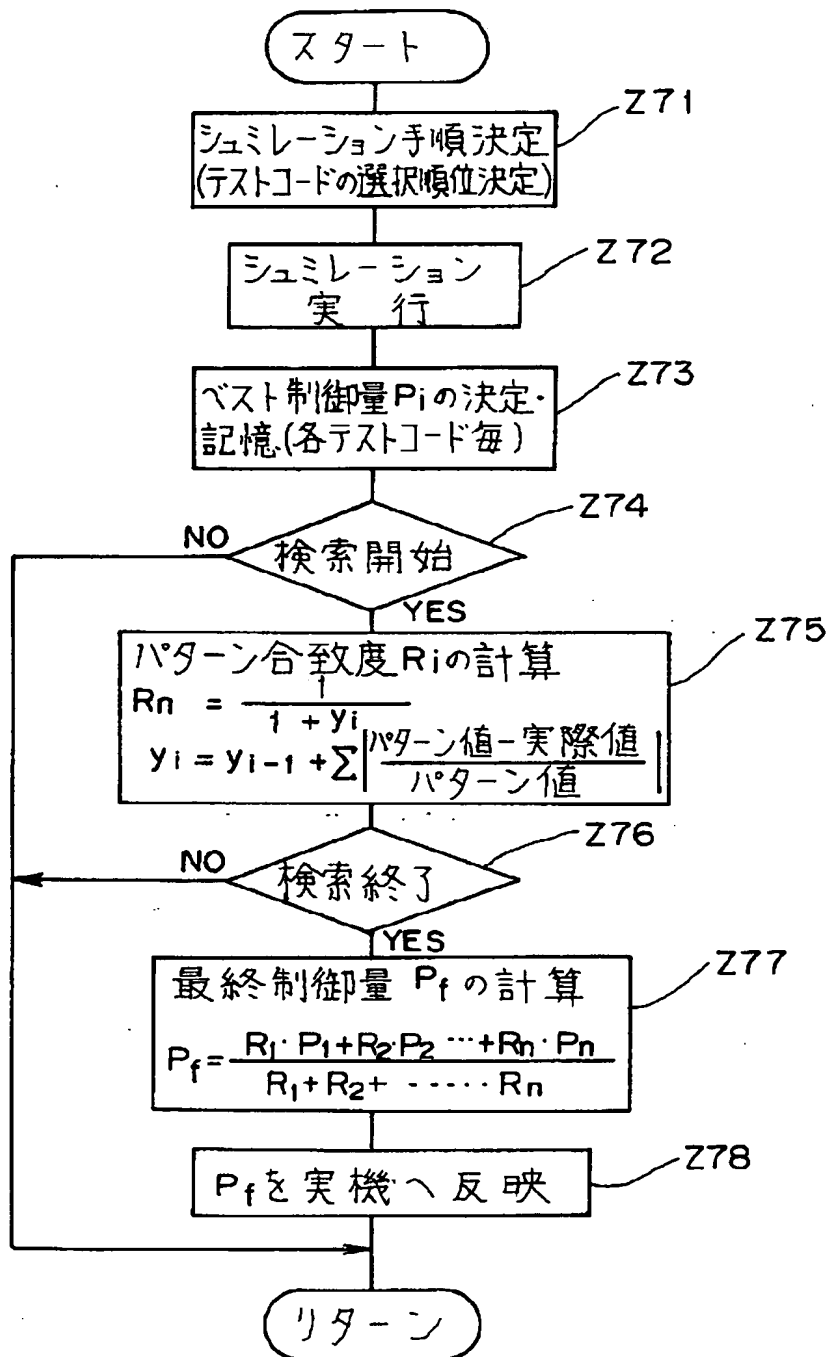 スタート
Z71
シュミレーション手順決定
(テストコードの選択順位決定)
Z72
シュミレーション
実 行
Z73
ベスト制御量Piの決定・
記憶(各テストコード毎)
Z74
NO
検索開始
YES
Z75
パターン合致度Riの計算
Rn = 1 / (1 + yi)
yi = yi-1 + Σ|(パターン値-実際値) / パターン値|
Z76
NO
検索終了
YES
Z77
最終制御量 Pfの計算
Pf = (R1・P1+R2・P2 …+Rn・Pn) / (R1+R2+ ‥‥‥ Rn)
Z78
Pfを実機へ反映
リターン